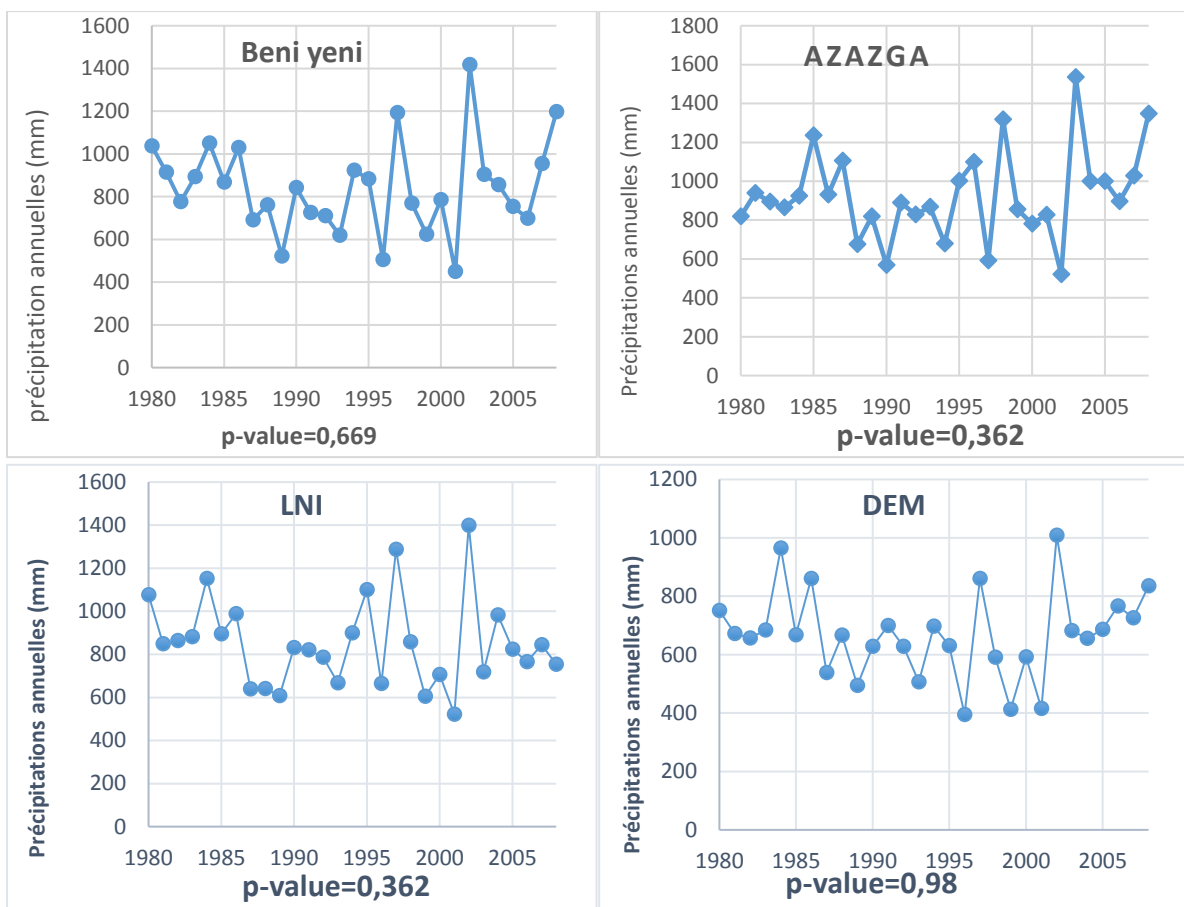 Beni yeni
précipitation annuelles (mm)
1600
1400
1200
1000
800
600
400
200
0
1980 1985 1990 1995 2000 2005
p-value=0,669
AZAZGA
Précipitations annuelles (mm)
1800
1600
1400
1200
1000
800
600
400
200
0
1980 1985 1990 1995 2000 2005
p-value=0,362
LNI
Précipitations annuelles (mm)
1600
1400
1200
1000
800
600
400
200
0
1980 1985 1990 1995 2000 2005
p-value=0,362
DEM
Précipitations annuelles (mm)
1200
1000
800
600
400
200
0
1980 1985 1990 1995 2000 2005
p-value=0,98